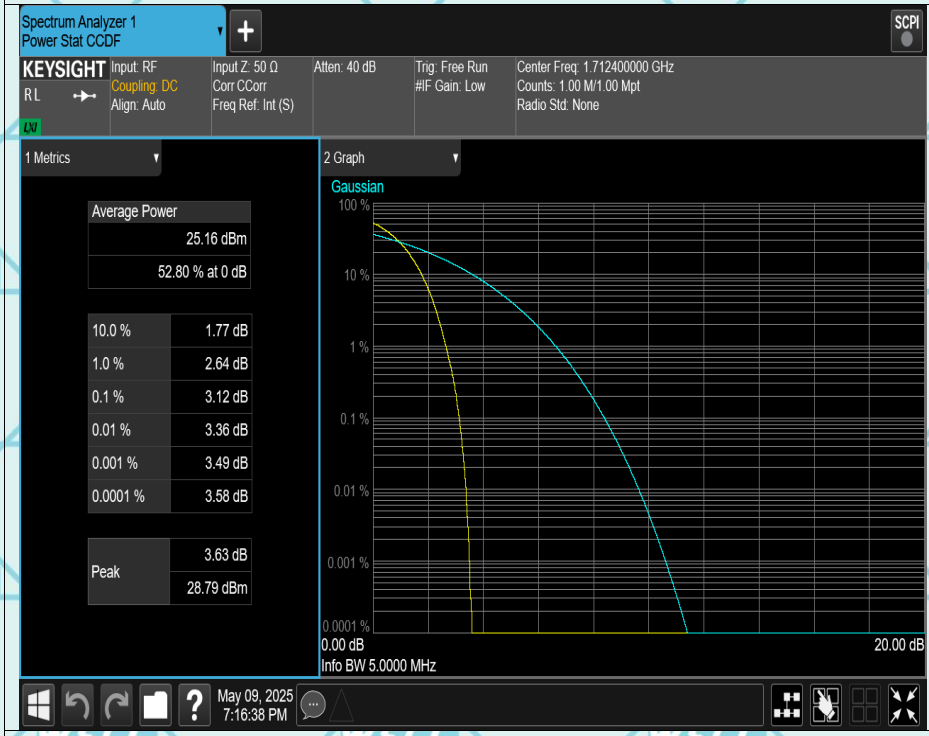 Spectrum Analyzer 1
Power Stat CCDF
+
SCPI
KEYSIGHT
RL
LXI
Input: RF
Coupling: DC
Align: Auto
Input Z: 50 Ω
Corr CCorr
Freq Ref: Int (S)
Atten: 40 dB
Trig: Free Run
#IF Gain: Low
Center Freq: 1.712400000 GHz
Counts: 1.00 M/1.00 Mpt
Radio Std: None
1 Metrics
Average Power
25.16 dBm
52.80 % at 0 dB
10.0 % 1.77 dB
1.0 % 2.64 dB
0.1 % 3.12 dB
0.01 % 3.36 dB
0.001 % 3.49 dB
0.0001 % 3.58 dB
Peak 3.63 dB
28.79 dBm
2 Graph
Gaussian
100 %
10 %
1 %
0.1 %
0.01 %
0.001 %
0.0001 %
0.00 dB 20.00 dB
Info BW 5.0000 MHz
?
May 09, 2025
7:16:38 PM